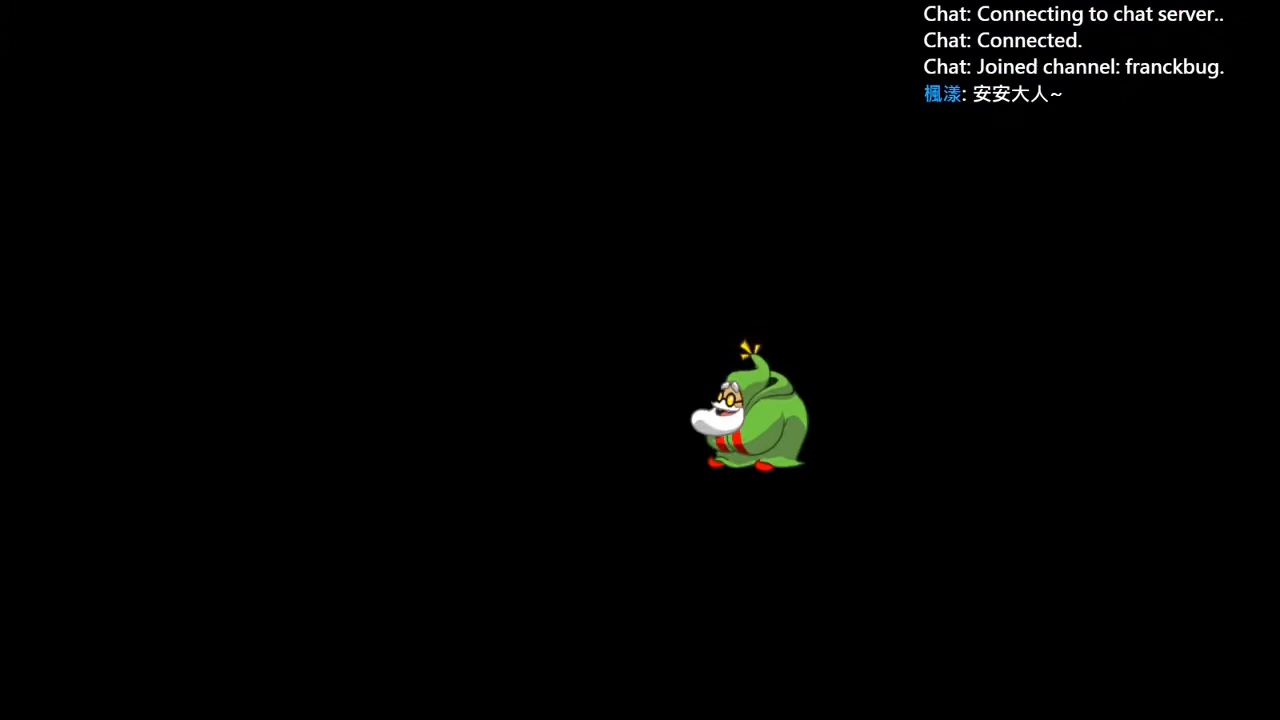 Chat: Connecting to chat server..
Chat: Connected.
Chat: Joined channel: franckbug.
楓漾: 安安大人~